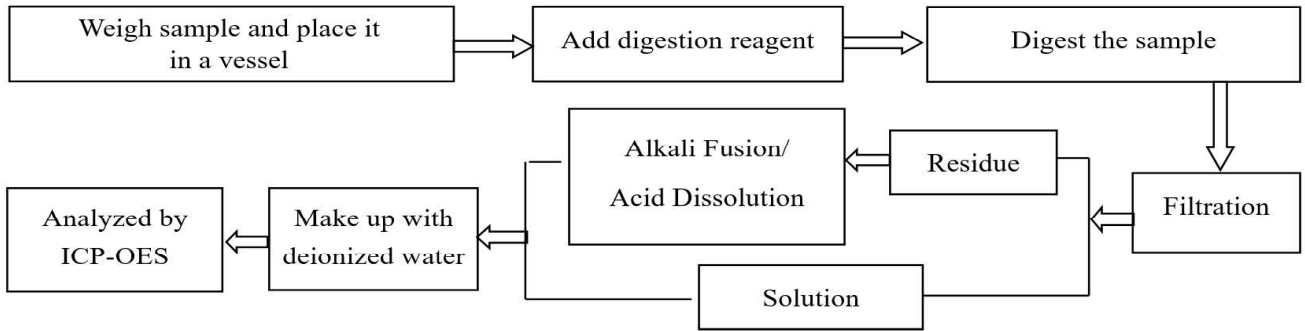 Weigh sample and place it
in a vessel
Add digestion reagent
Digest the sample
Filtration
Residue
Alkali Fusion/
Acid Dissolution
Solution
Make up with
deionized water
Analyzed by
ICP-OES